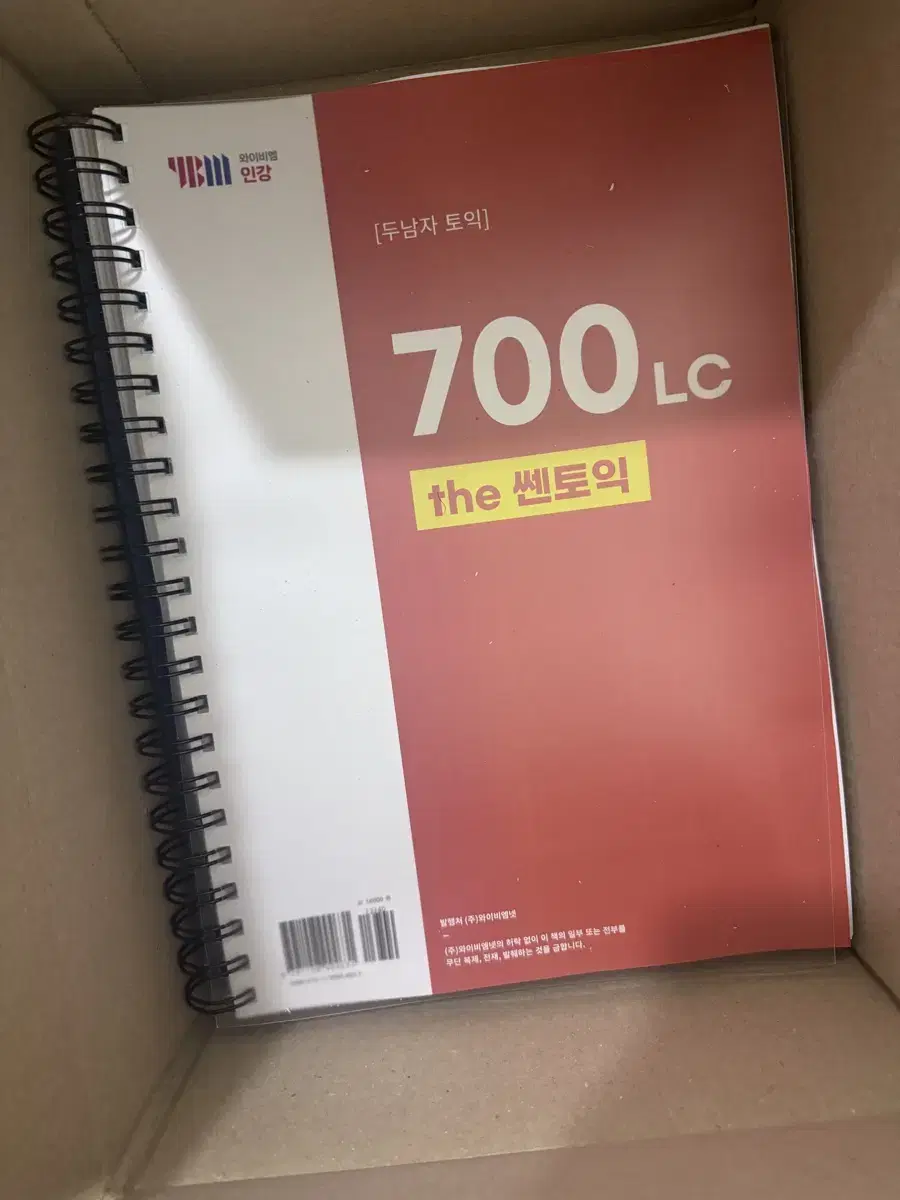 YBM 와이비엠
인강
[두남자 토익]
700 LC
the 쎈토익
발행처 (주)와이비엠넷
(주)와이비엠넷의 허락 없이 이 책의 일부 또는 전부를
무단 복제, 전재, 발췌하는 것을 금합니다.